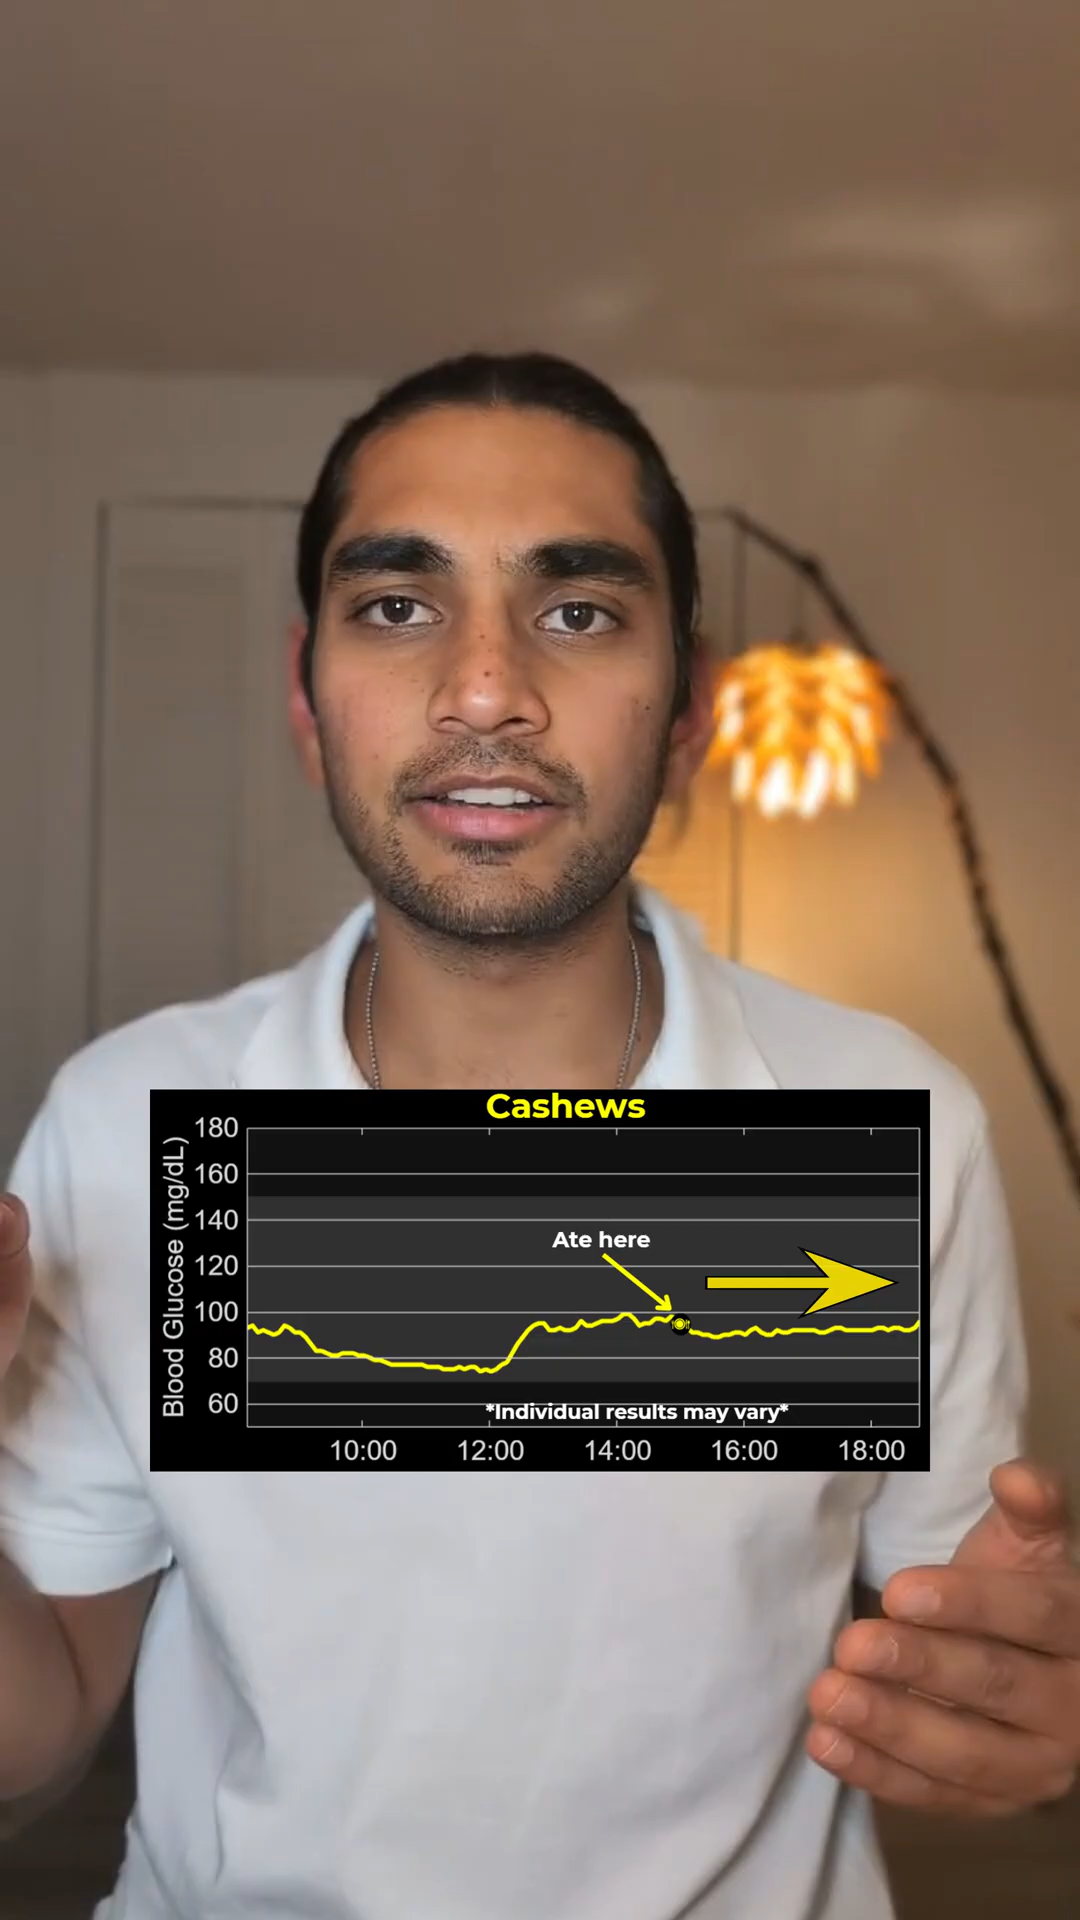 Cashews
Blood Glucose (mg/dL)
180
160
140
120
100
80
60
Ate here
*Individual results may vary*
10:00 12:00 14:00 16:00 18:00